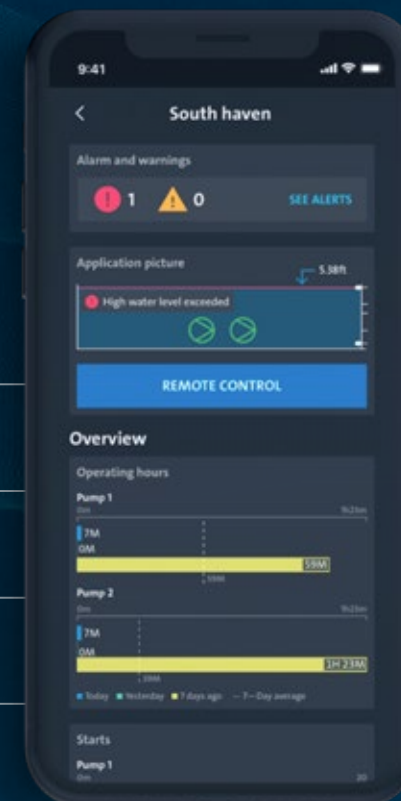 9:41
South haven
Alarm and warnings
1
0
SEE ALERTS
Application picture
5.38ft
High water level exceeded
REMOTE CONTROL
Overview
Operating hours
Pump 1
0m
7M
0M
59M
Pump 2
0m
7M
0M
1H 23M
Today Yesterday 7 days ago 7-Day average
Starts
Pump 1
0m 20